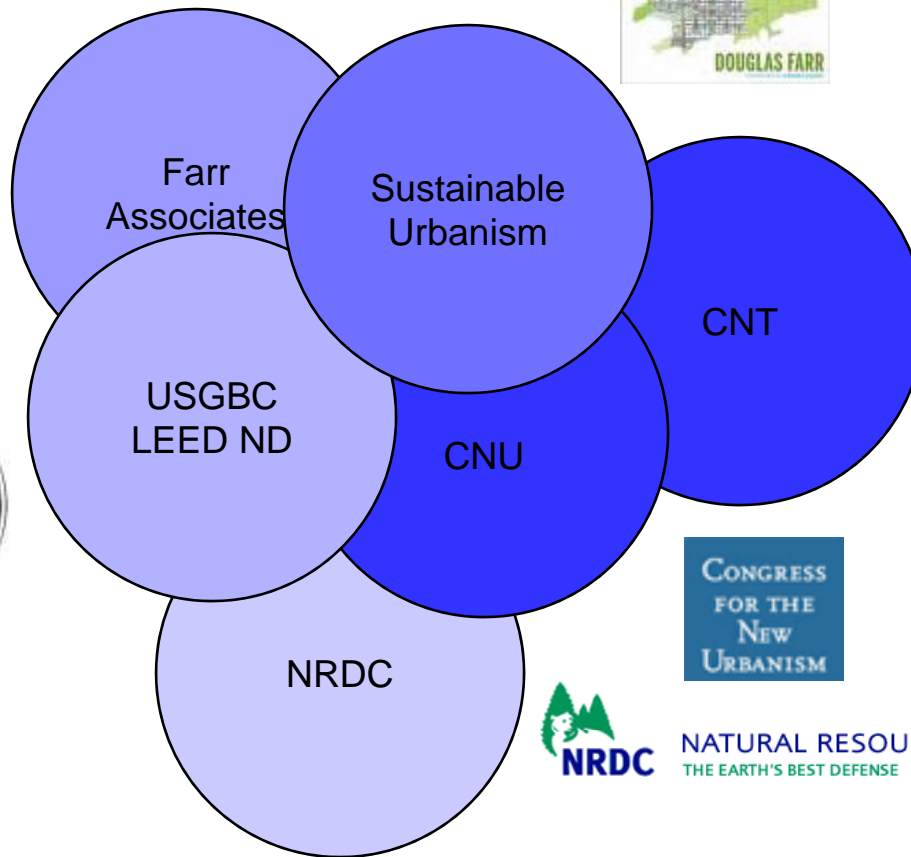 DOUGLAS FARR
Farr
Associates
Sustainable
Urbanism
CNT
USGBC
LEED ND
CNU
NRDC
CONGRESS
FOR THE
NEW
URBANISM
NRDC
NATURAL RESOU
THE EARTH'S BEST DEFENSE